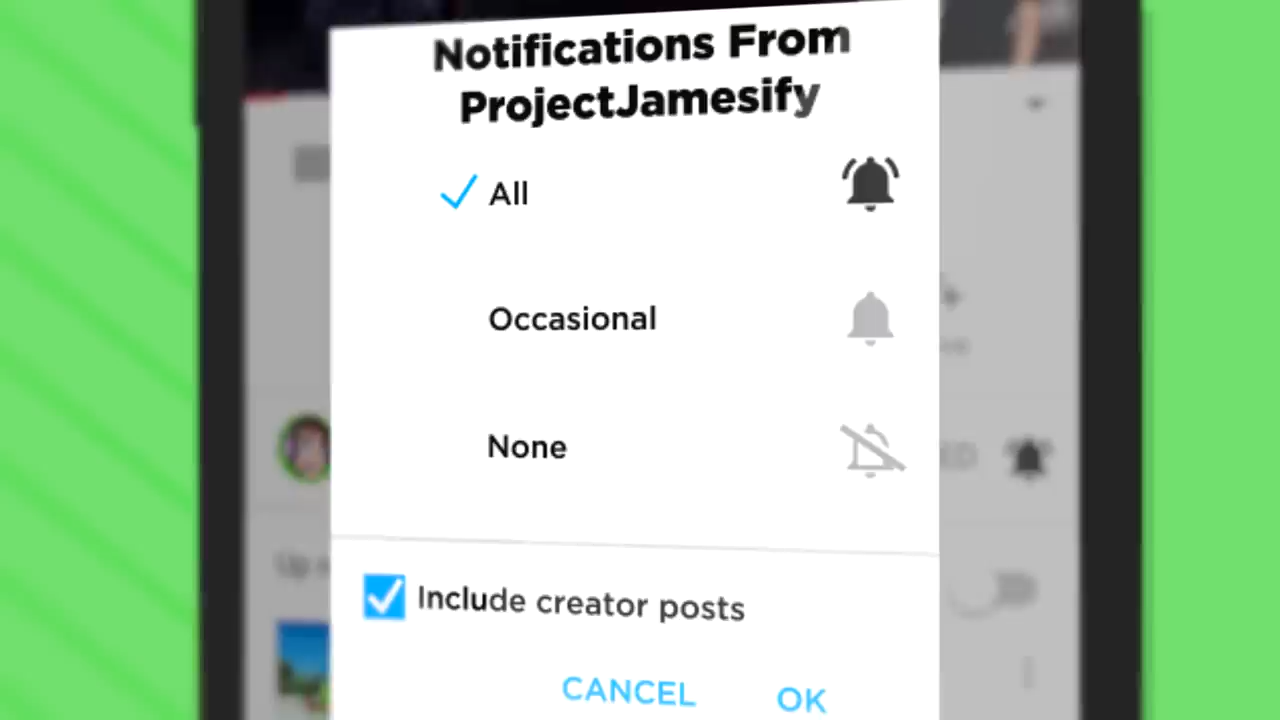 Notifications From
ProjectJamesify
All
Occasional
None
Include creator posts
CANCEL
OK